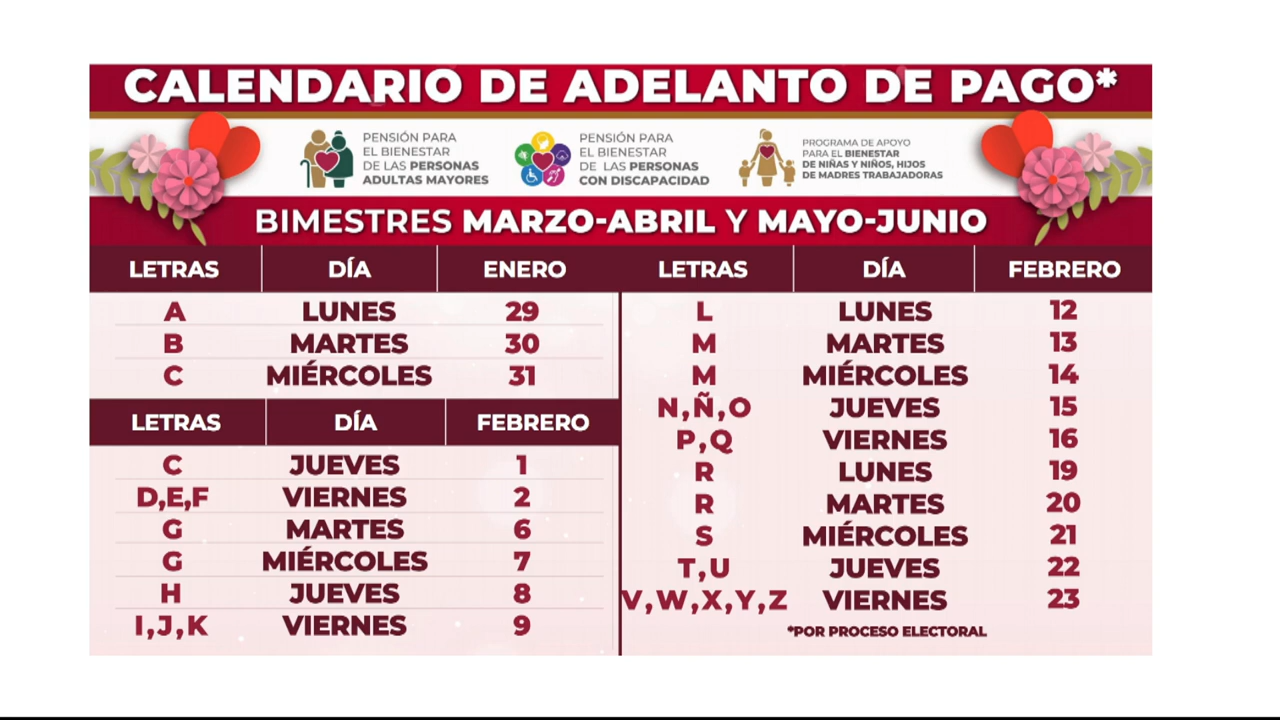 CALENDARIO DE ADELANTO DE PAGO*
PENSIÓN PARA
EL BIENESTAR
DE LAS PERSONAS
ADULTAS MAYORES
PENSIÓN PARA
EL BIENESTAR
DE LAS PERSONAS
CON DISCAPACIDAD
PROGRAMA DE APOYO
PARA EL BIENESTAR
DE NIÑAS Y NIÑOS, HIJOS
DE MADRES TRABAJADORAS
BIMESTRES MARZO-ABRIL Y MAYO-JUNIO
LETRAS DÍA ENERO
A LUNES 29
B MARTES 30
C MIÉRCOLES 31
LETRAS DÍA FEBRERO
C JUEVES 1
D,E,F VIERNES 2
G MARTES 6
G MIÉRCOLES 7
H JUEVES 8
I,J,K VIERNES 9
LETRAS DÍA FEBRERO
L LUNES 12
M MARTES 13
M MIÉRCOLES 14
N,Ñ,O JUEVES 15
P,Q VIERNES 16
R LUNES 19
R MARTES 20
S MIÉRCOLES 21
T,U JUEVES 22
V,W,X,Y,Z VIERNES 23
*POR PROCESO ELECTORAL